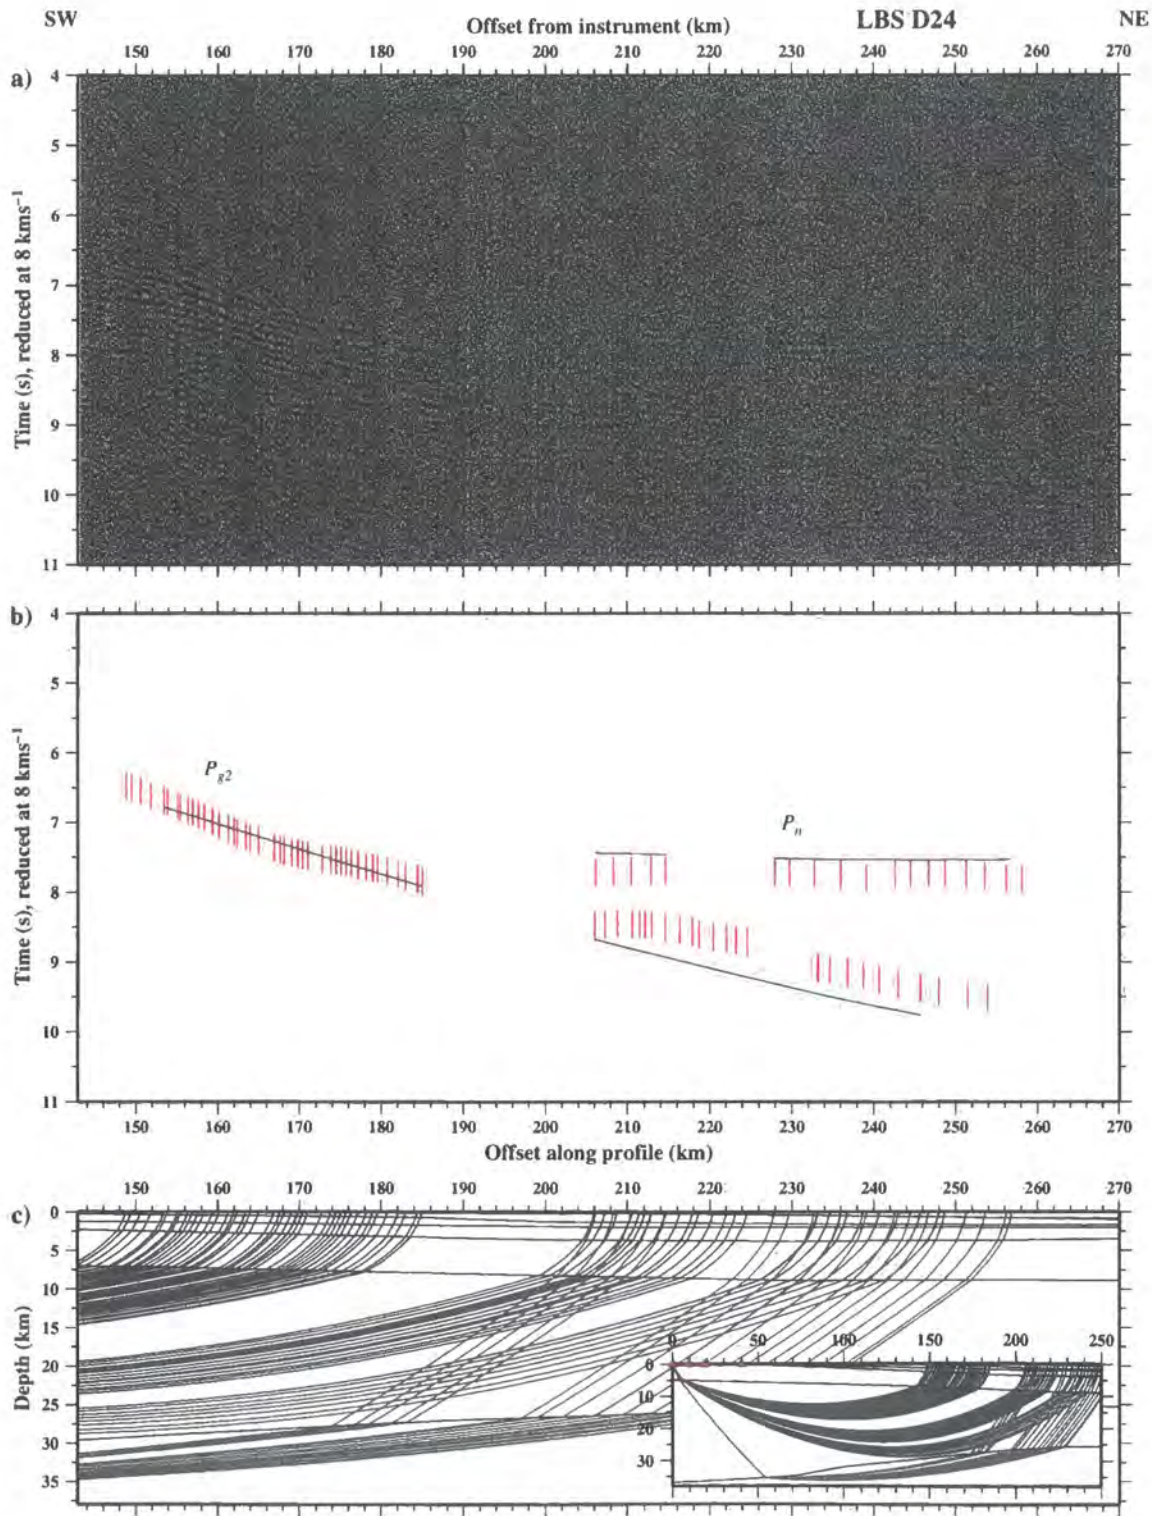 SW Offset from instrument (km) LBS D24 NE
150 160 170 180 190 200 210 220 230 240 250 260 270
a)
4
5
6
7
8
9
10
11
Time (s), reduced at 8 kms⁻¹
b)
4
5
6
7
8
9
10
11
Time (s), reduced at 8 kms⁻¹
P_g2
P_n
150 160 170 180 190 200 210 220 230 240 250 260 270
Offset along profile (km)
150 160 170 180 190 200 210 220 230 240 250 260 270
c)
0
5
10
15
20
25
30
35
Depth (km)
0 50 100 150 200 250
0
10
20
30